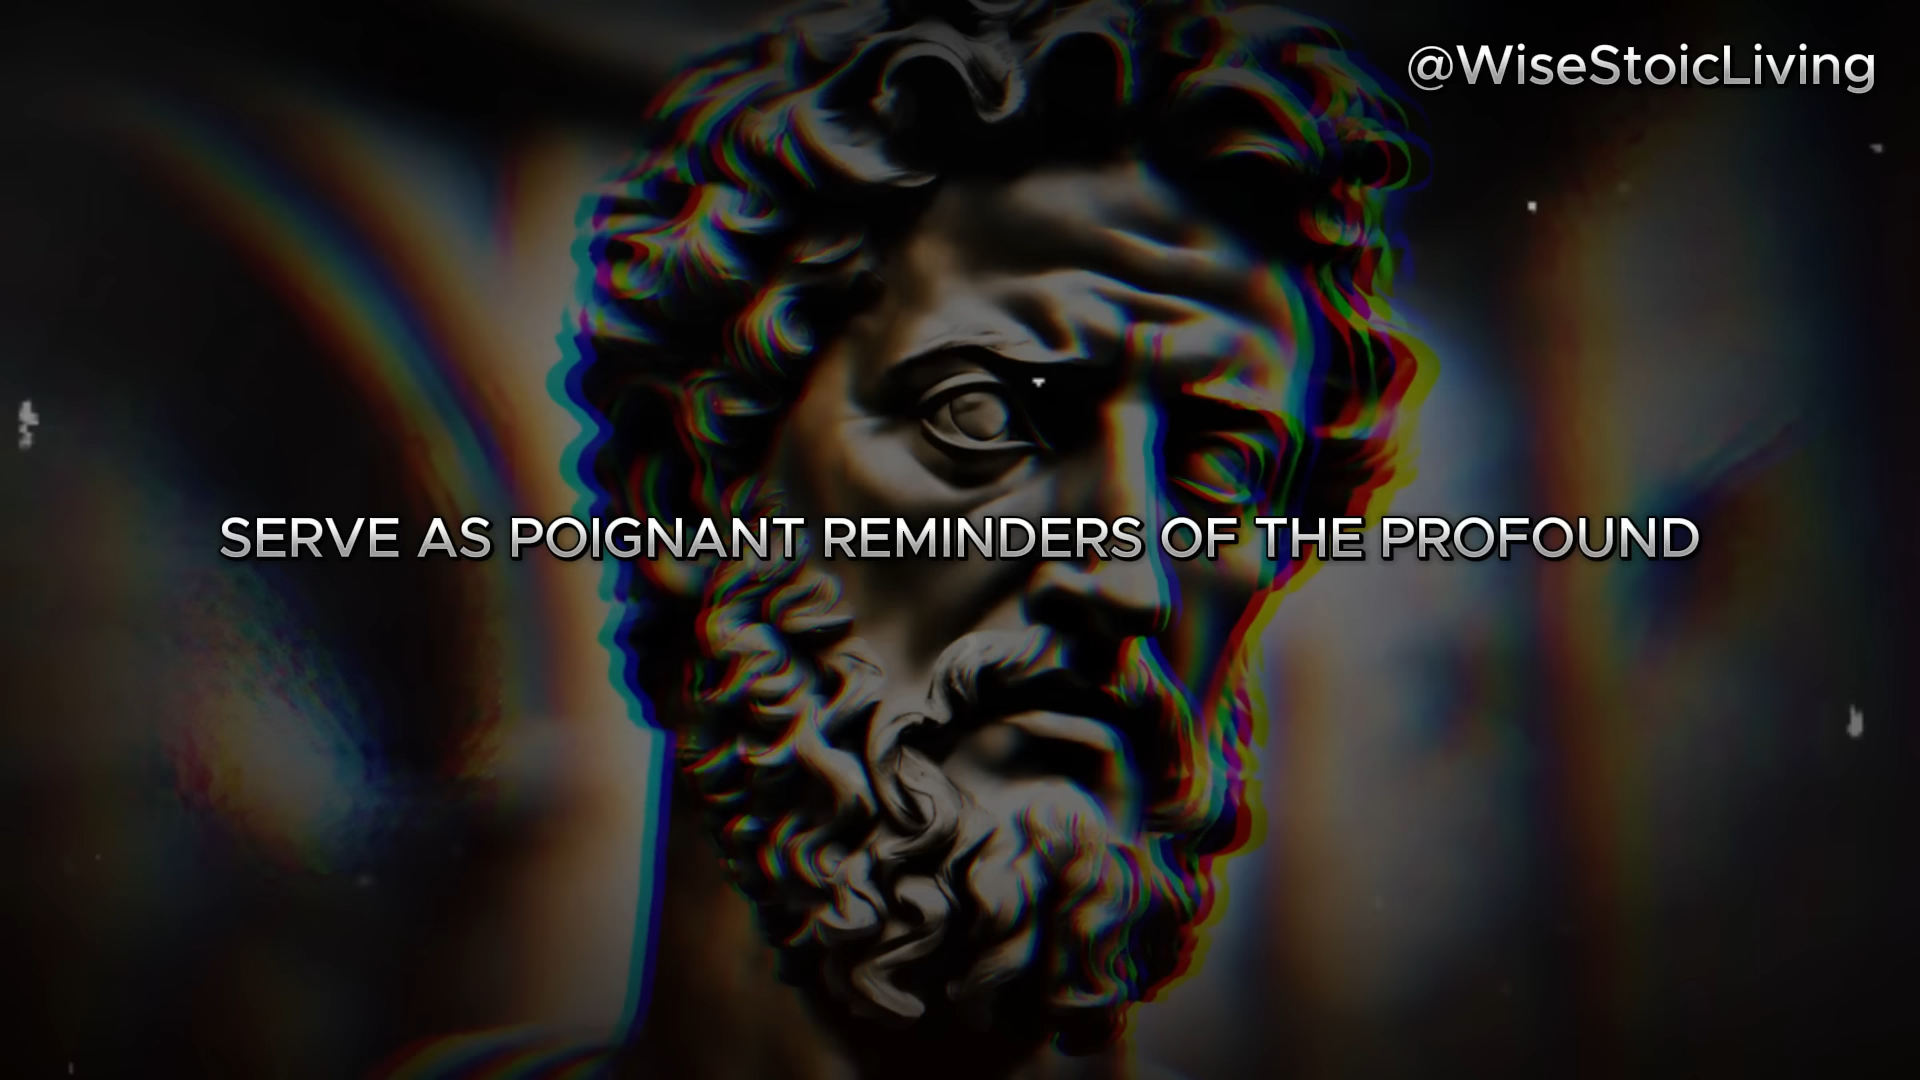 @WiseStoicLiving
SERVE AS POIGNANT REMINDERS OF THE PROFOUND